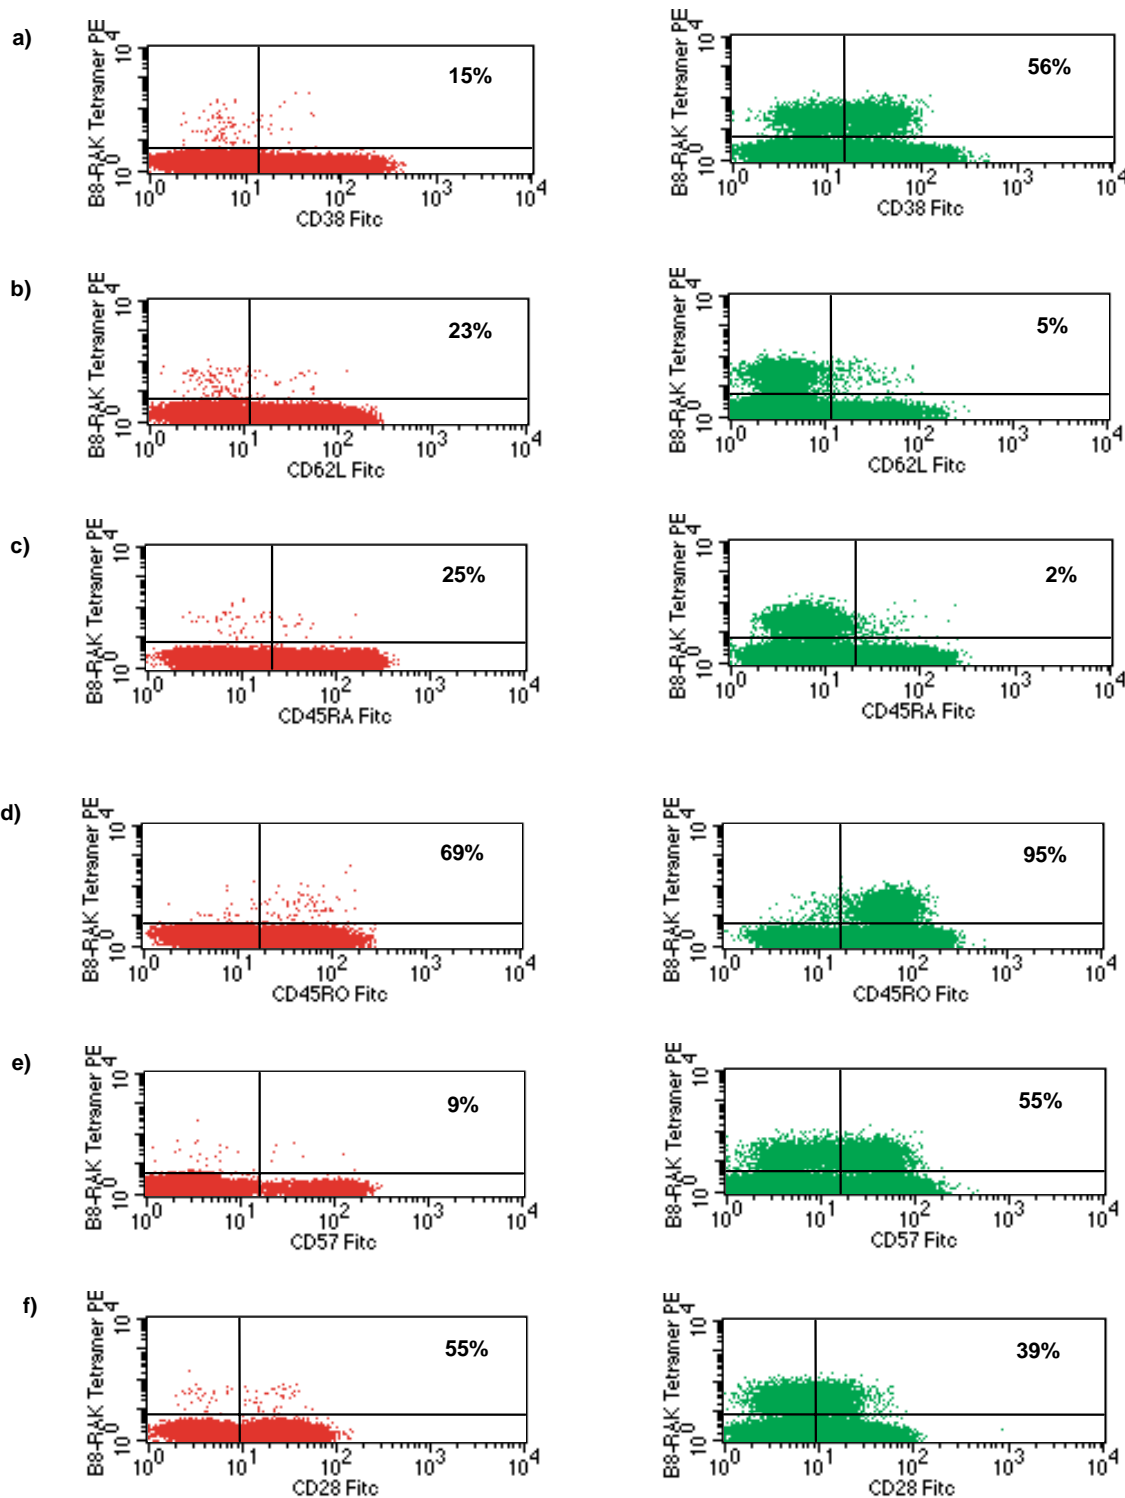 a)
B8-RAK Tetramer PE
10^4
10^0
15%
10^0 10^1 10^2 10^3 10^4
CD38 Fitc
B8-RAK Tetramer PE
10^4
10^0
56%
10^0 10^1 10^2 10^3 10^4
CD38 Fitc
b)
B8-RAK Tetramer PE
10^4
10^0
23%
10^0 10^1 10^2 10^3 10^4
CD62L Fitc
B8-RAK Tetramer PE
10^4
10^0
5%
10^0 10^1 10^2 10^3 10^4
CD62L Fitc
c)
B8-RAK Tetramer PE
10^4
10^0
25%
10^0 10^1 10^2 10^3 10^4
CD45RA Fitc
B8-RAK Tetramer PE
10^4
10^0
2%
10^0 10^1 10^2 10^3 10^4
CD45RA Fitc
d)
B8-RAK Tetramer PE
10^4
10^0
69%
10^0 10^1 10^2 10^3 10^4
CD45RO Fitc
B8-RAK Tetramer PE
10^4
10^0
95%
10^0 10^1 10^2 10^3 10^4
CD45RO Fitc
e)
B8-RAK Tetramer PE
10^4
10^0
9%
10^0 10^1 10^2 10^3 10^4
CD57 Fitc
B8-RAK Tetramer PE
10^4
10^0
55%
10^0 10^1 10^2 10^3 10^4
CD57 Fitc
f)
B8-RAK Tetramer PE
10^4
10^0
55%
10^0 10^1 10^2 10^3 10^4
CD28 Fitc
B8-RAK Tetramer PE
10^4
10^0
39%
10^0 10^1 10^2 10^3 10^4
CD28 Fitc